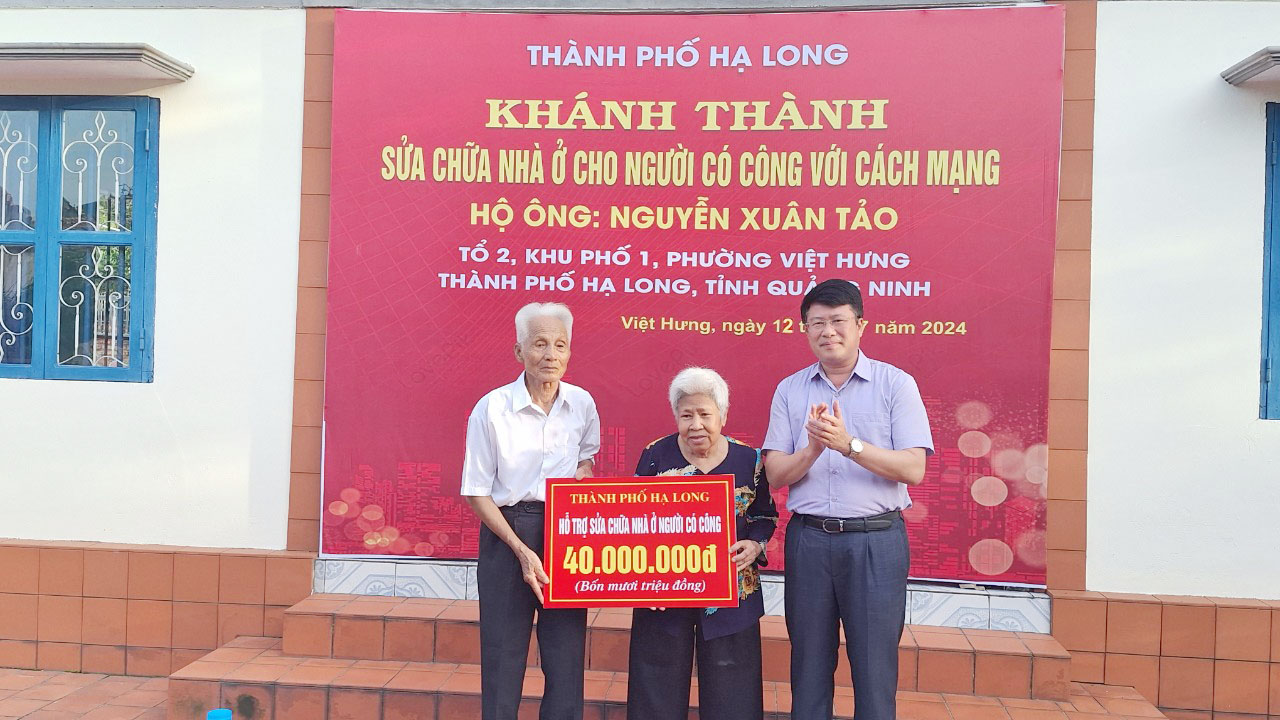 THÀNH PHỐ HẠ LONG
KHÁNH THÀNH
SỬA CHỮA NHÀ Ở CHO NGƯỜI CÓ CÔNG VỚI CÁCH MẠNG
HỘ ÔNG: NGUYỄN XUÂN TẢO
TỔ 2, KHU PHỐ 1, PHƯỜNG VIỆT HƯNG
THÀNH PHỐ HẠ LONG, TỈNH QUẢNG NINH
Việt Hưng, ngày 12 năm 2024
THÀNH PHỐ HẠ LONG
HỖ TRỢ SỬA CHỮA NHÀ Ở NGƯỜI CÓ CÔNG
40.000.000đ
(Bốn mươi triệu đồng)